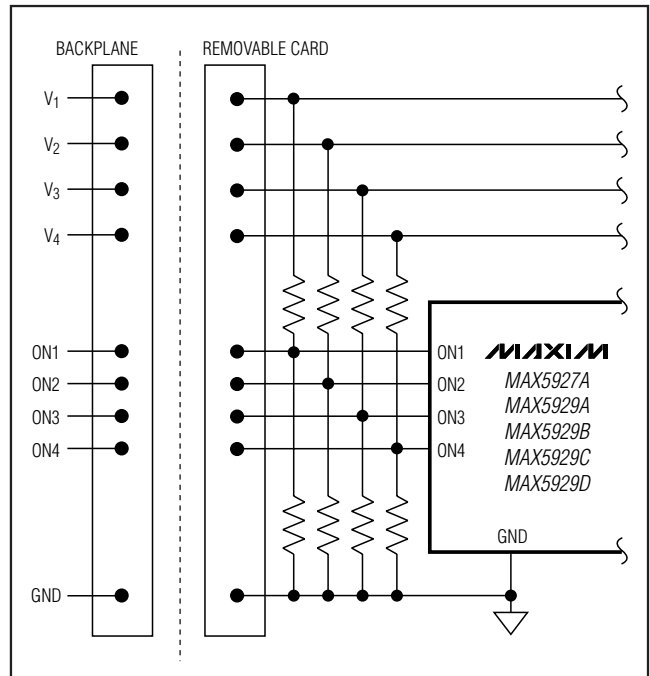 BACKPLANE
REMOVABLE CARD
V1
V2
V3
V4
ON1
ON2
ON3
ON4
GND
ON1
ON2
ON3
ON4
MAXIM
MAX5927A
MAX5929A
MAX5929B
MAX5929C
MAX5929D
GND